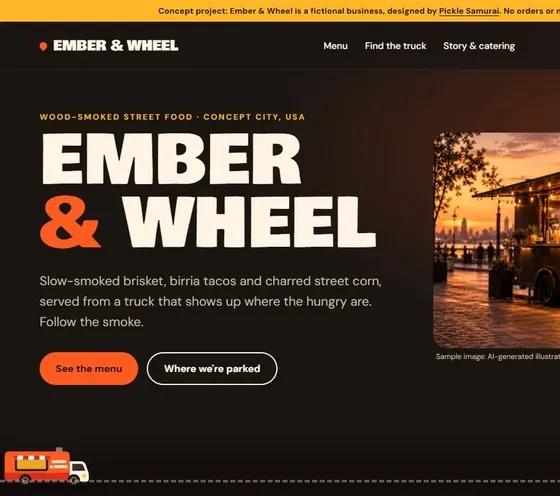 Concept project: Ember & Wheel is a fictional business, designed by Pickle Samurai. No orders or
EMBER & WHEEL
Menu Find the truck Story & catering
WOOD-SMOKED STREET FOOD · CONCEPT CITY, USA
EMBER
& WHEEL
Slow-smoked brisket, birria tacos and charred street corn,
served from a truck that shows up where the hungry are.
Follow the smoke.
See the menu Where we're parked
Sample image: AI-generated